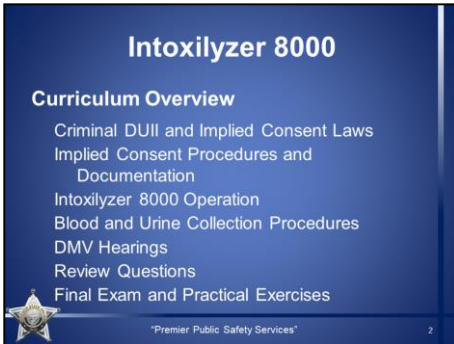 Intoxilyzer 8000
Curriculum Overview
Criminal DUII and Implied Consent Laws
Implied Consent Procedures and
Documentation
Intoxilyzer 8000 Operation
Blood and Urine Collection Procedures
DMV Hearings
Review Questions
Final Exam and Practical Exercises
"Premier Public Safety Services"
2